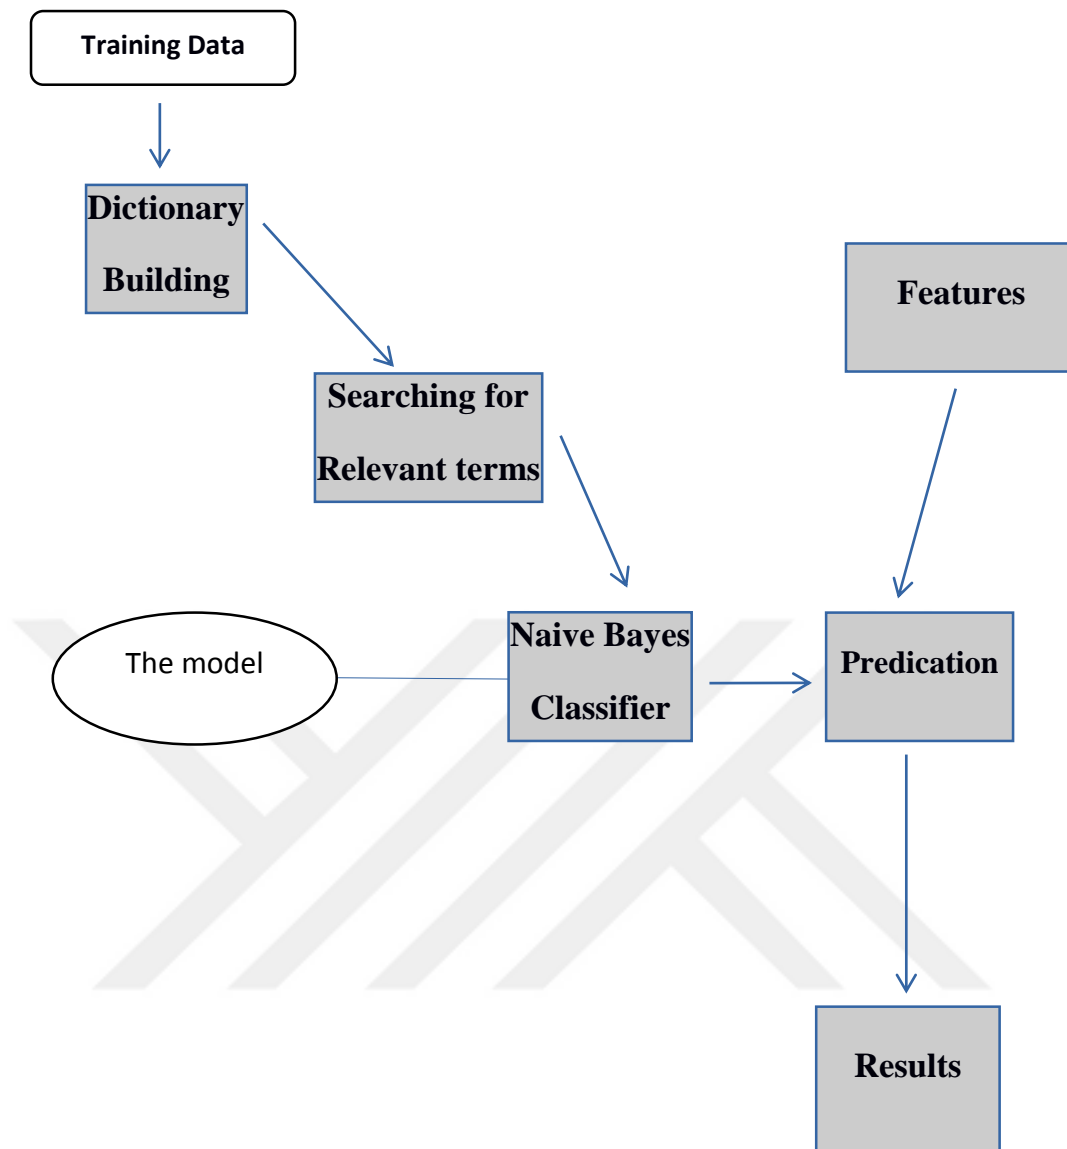 Training Data
Dictionary
Building
Features
Searching for
Relevant terms
The model
Naive Bayes
Classifier
Predication
Results